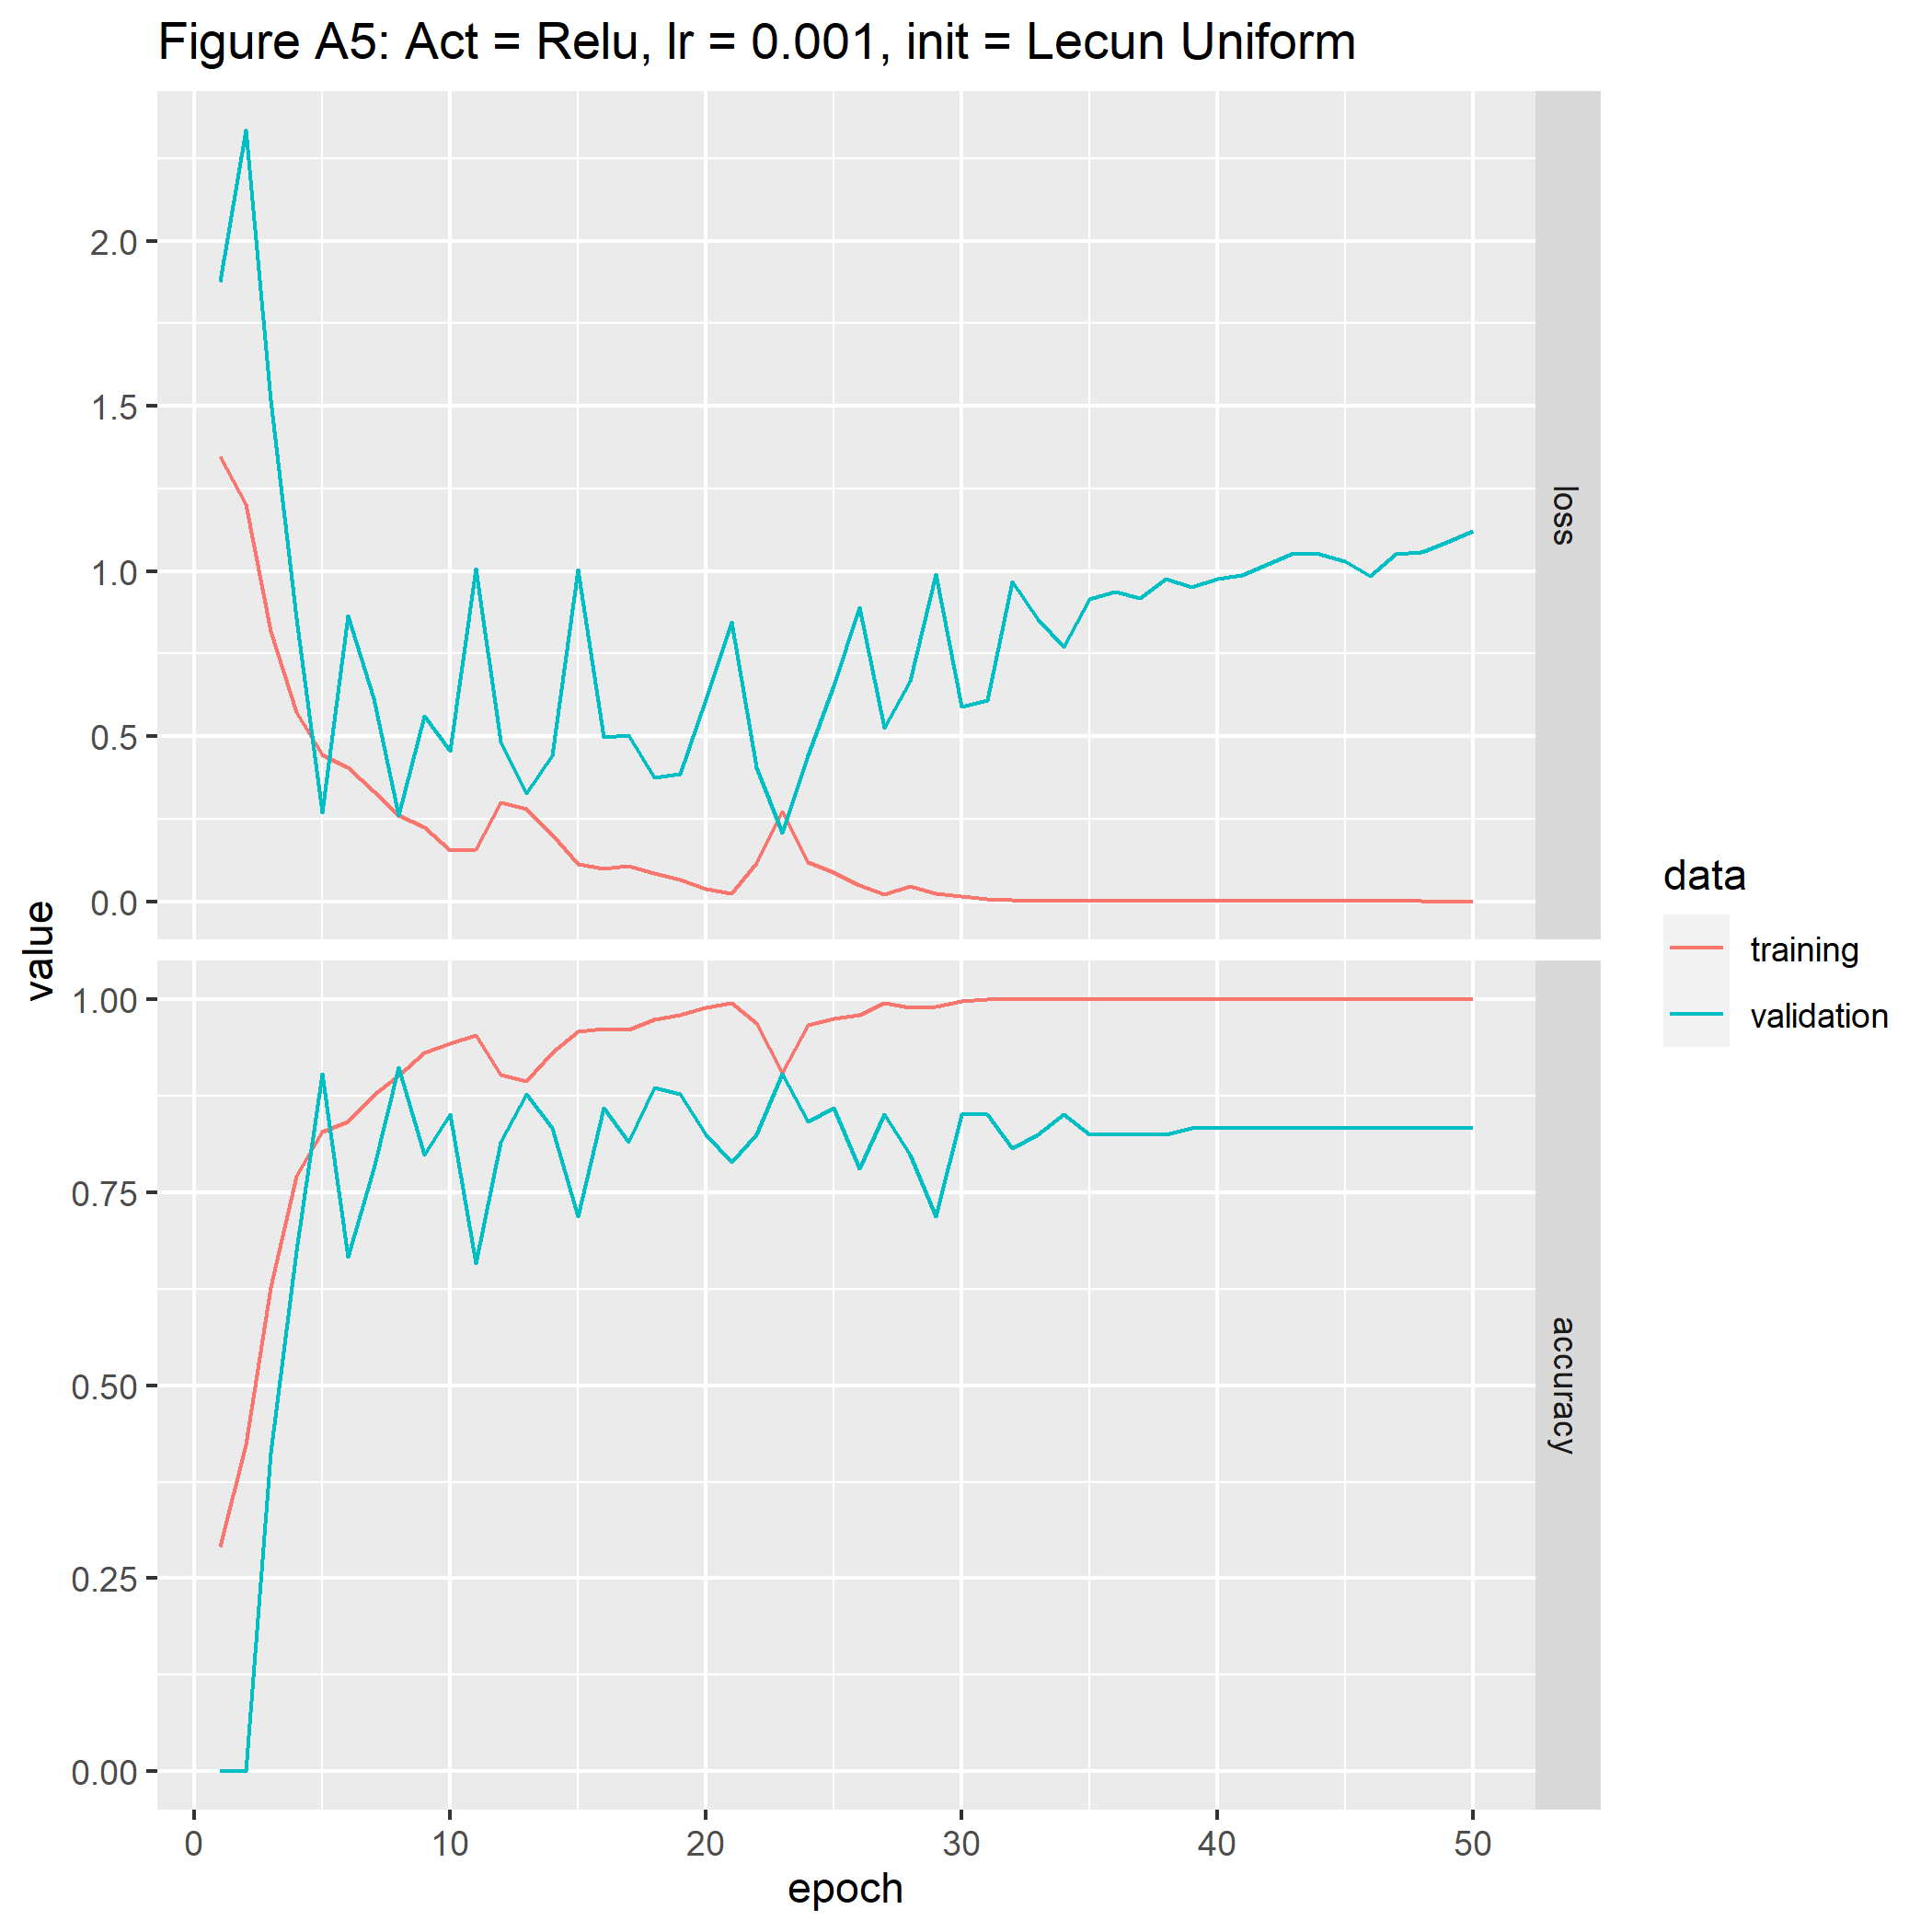 Figure A5: Act = Relu, lr = 0.001, init = Lecun Uniform
value
2.0
1.5
1.0
0.5
0.0
loss
1.00
0.75
0.50
0.25
0.00
accuracy
0 10 20 30 40 50
epoch
data
training
validation